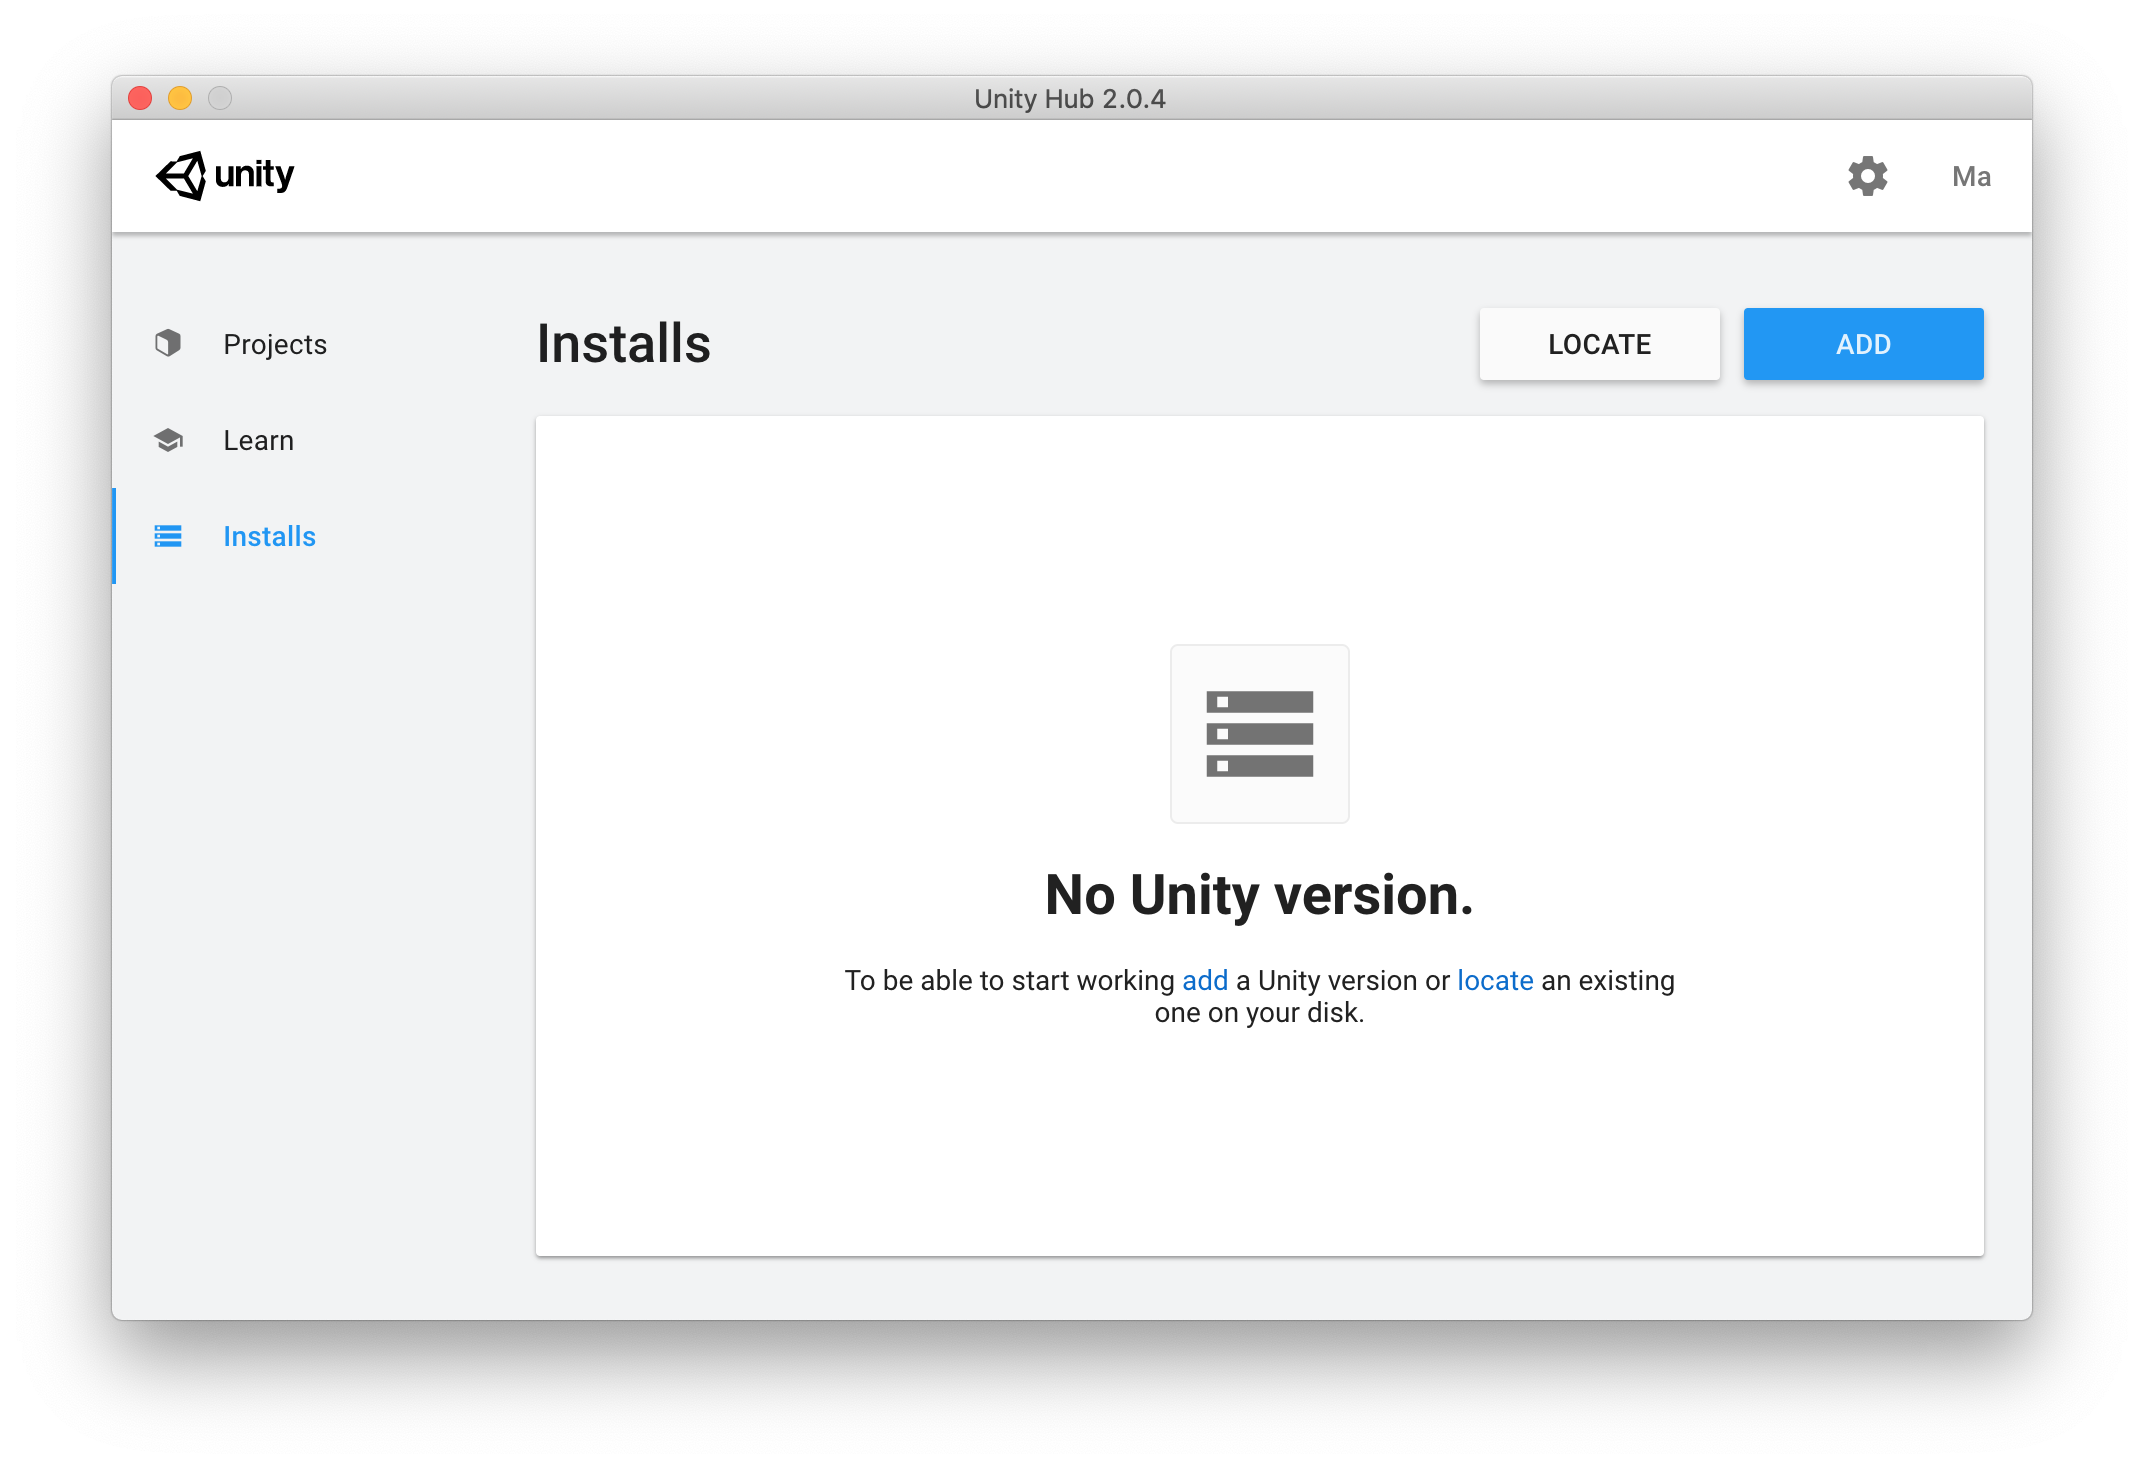 Unity Hub 2.0.4
unity
Ma
Projects
Learn
Installs
Installs
LOCATE
ADD
No Unity version.
To be able to start working add a Unity version or locate an existing
one on your disk.